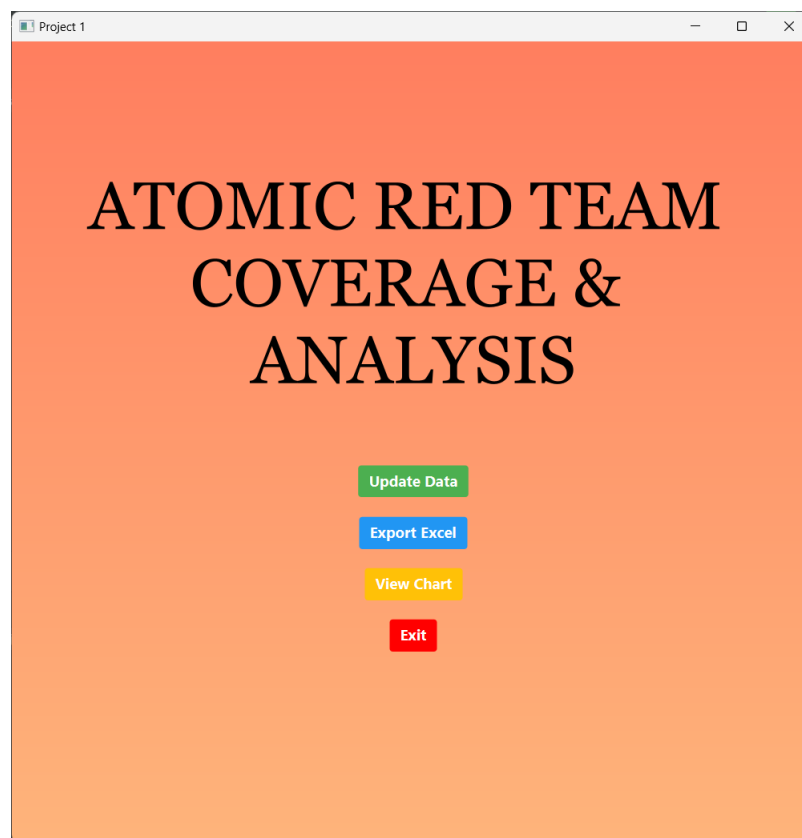 Project 1
ATOMIC RED TEAM
COVERAGE &
ANALYSIS
Update Data
Export Excel
View Chart
Exit